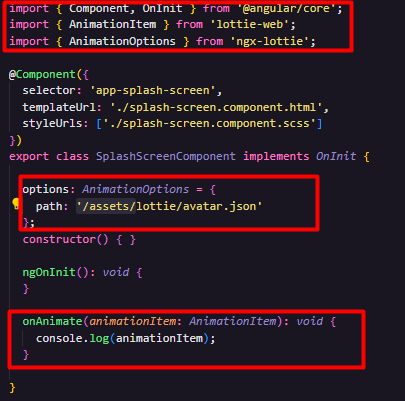 import { Component, OnInit } from '@angular/core';
import { AnimationItem } from 'lottie-web';
import { AnimationOptions } from 'ngx-lottie';
@Component({
selector: 'app-splash-screen',
templateUrl: './splash-screen.component.html',
styleUrls: ['./splash-screen.component.scss']
})
export class SplashScreenComponent implements OnInit {
options: AnimationOptions = {
path: '/assets/lottie/avatar.json'
};
constructor() { }
ngOnInit(): void {
}
onAnimate(animationItem: AnimationItem): void {
console.log(animationItem);
}
}